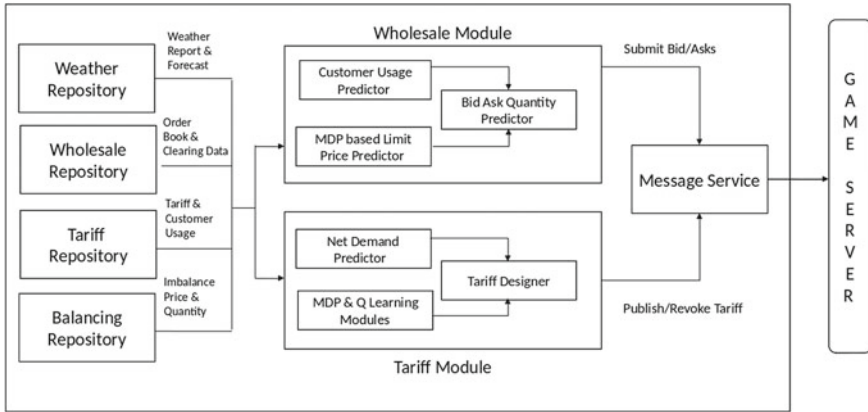 Weather
Repository
Weather
Report &
Forecast
Wholesale
Repository
Order
Book &
Clearing Data
Tariff
Repository
Tariff &
Customer
Usage
Balancing
Repository
Imbalance
Price &
Quantity
Wholesale Module
Customer Usage
Predictor
Bid Ask Quantity
Predictor
MDP based Limit
Price Predictor
Net Demand
Predictor
Tariff Designer
MDP & Q Learning
Modules
Tariff Module
Submit Bid/Asks
Message Service
Publish/Revoke Tariff
GAME SERVER